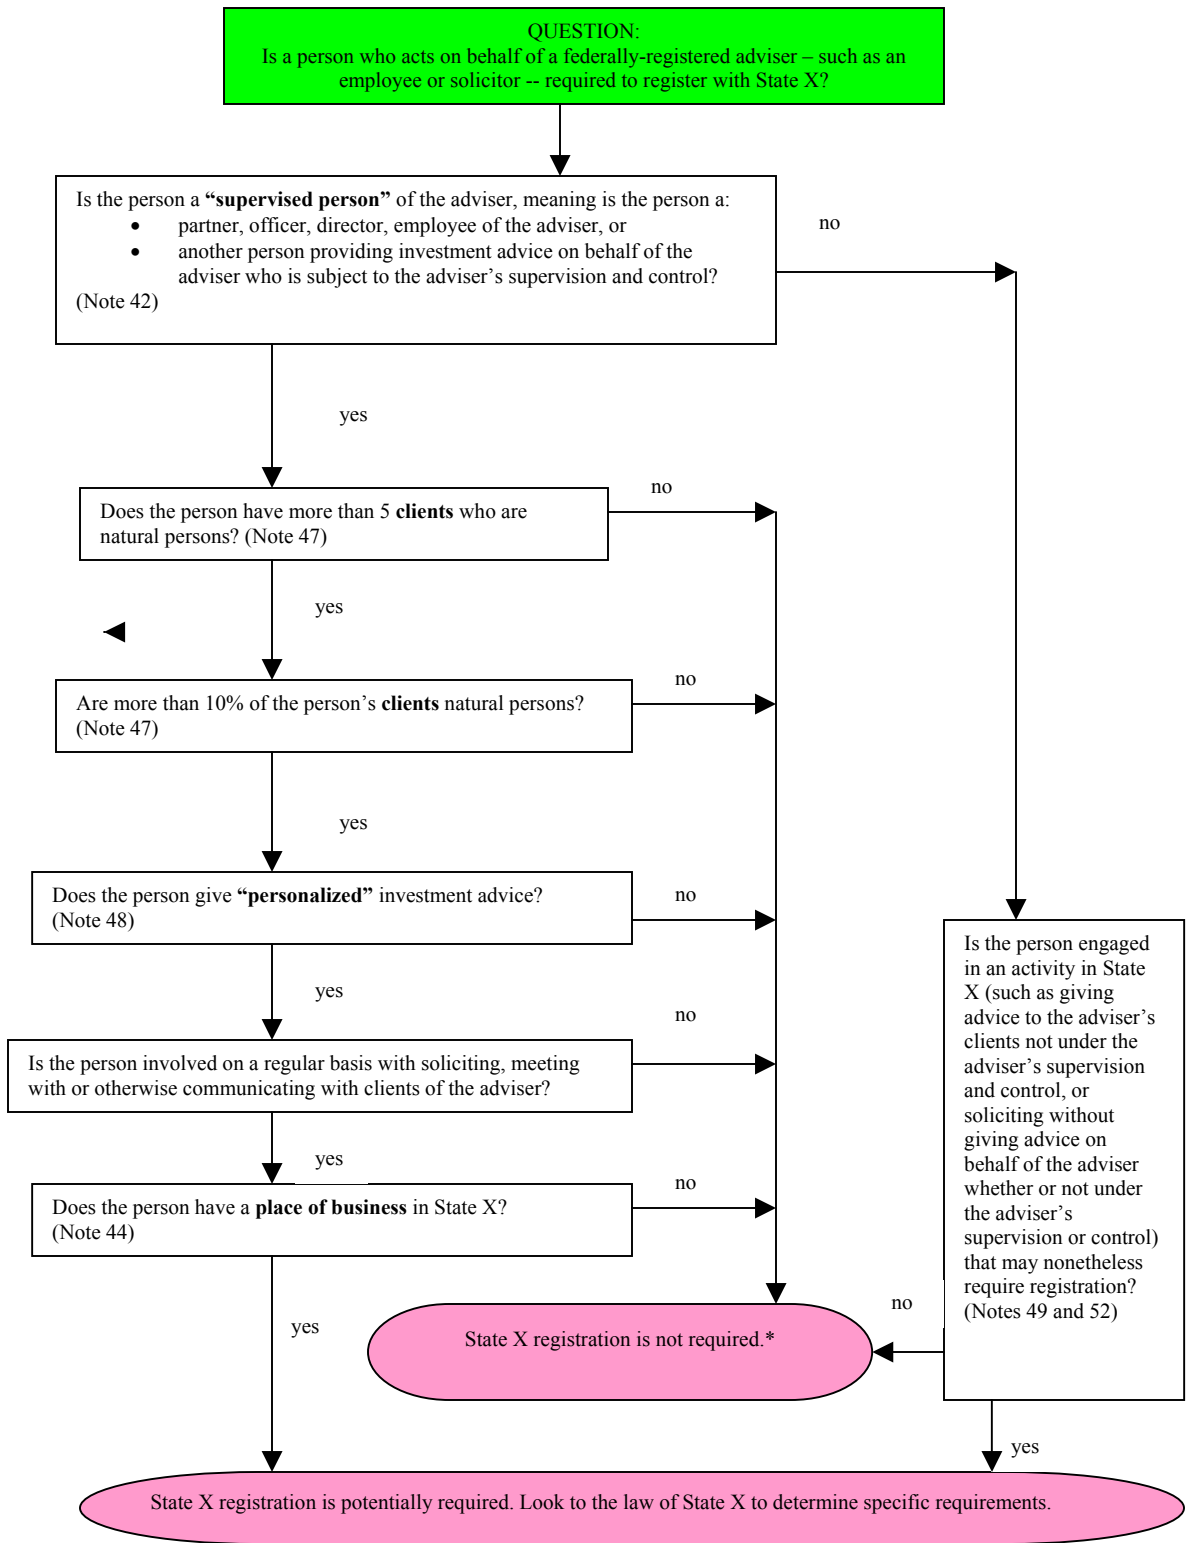 QUESTION:
Is a person who acts on behalf of a federally-registered adviser – such as an
employee or solicitor -- required to register with State X?
Is the person a “supervised person” of the adviser, meaning is the person a:
• partner, officer, director, employee of the adviser, or
• another person providing investment advice on behalf of the
adviser who is subject to the adviser’s supervision and control?
(Note 42)
no
yes
Does the person have more than 5 clients who are
natural persons? (Note 47)
no
yes
Are more than 10% of the person’s clients natural persons?
(Note 47)
no
yes
Does the person give “personalized” investment advice?
(Note 48)
no
yes
Is the person involved on a regular basis with soliciting, meeting
with or otherwise communicating with clients of the adviser?
no
yes
Does the person have a place of business in State X?
(Note 44)
no
yes
Is the person engaged
in an activity in State
X (such as giving
advice to the adviser’s
clients not under the
adviser’s supervision
and control, or
soliciting without
giving advice on
behalf of the adviser
whether or not under
the adviser’s
supervision or control)
that may nonetheless
require registration?
(Notes 49 and 52)
no
yes
State X registration is not required.*
State X registration is potentially required. Look to the law of State X to determine specific requirements.